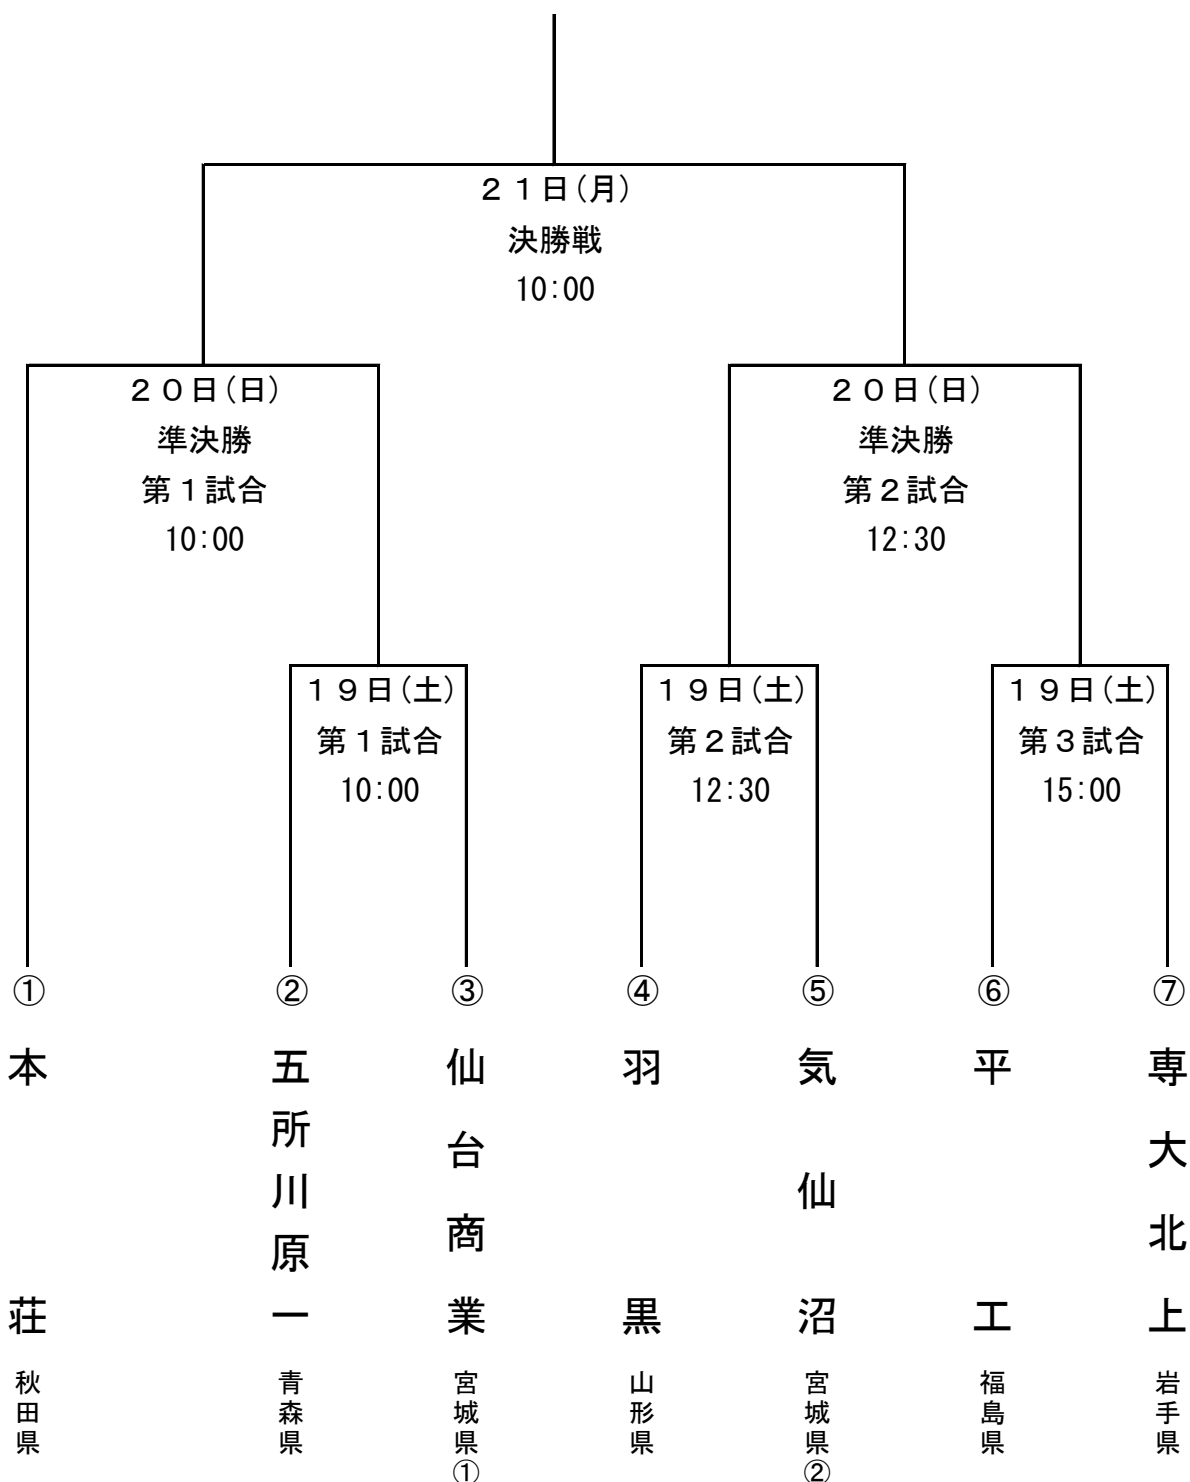 ２１日(月)
決勝戦
10:00
２０日(日)
準決勝
第１試合
10:00
２０日(日)
準決勝
第２試合
12:30
１９日(土)
第１試合
10:00
１９日(土)
第２試合
12:30
１９日(土)
第３試合
15:00
①
本荘
秋田県
②
五所川原一
青森県
③
仙台商業
宮城県①
④
羽黒
山形県
⑤
気仙沼
宮城県②
⑥
平工
福島県
⑦
専大北上
岩手県